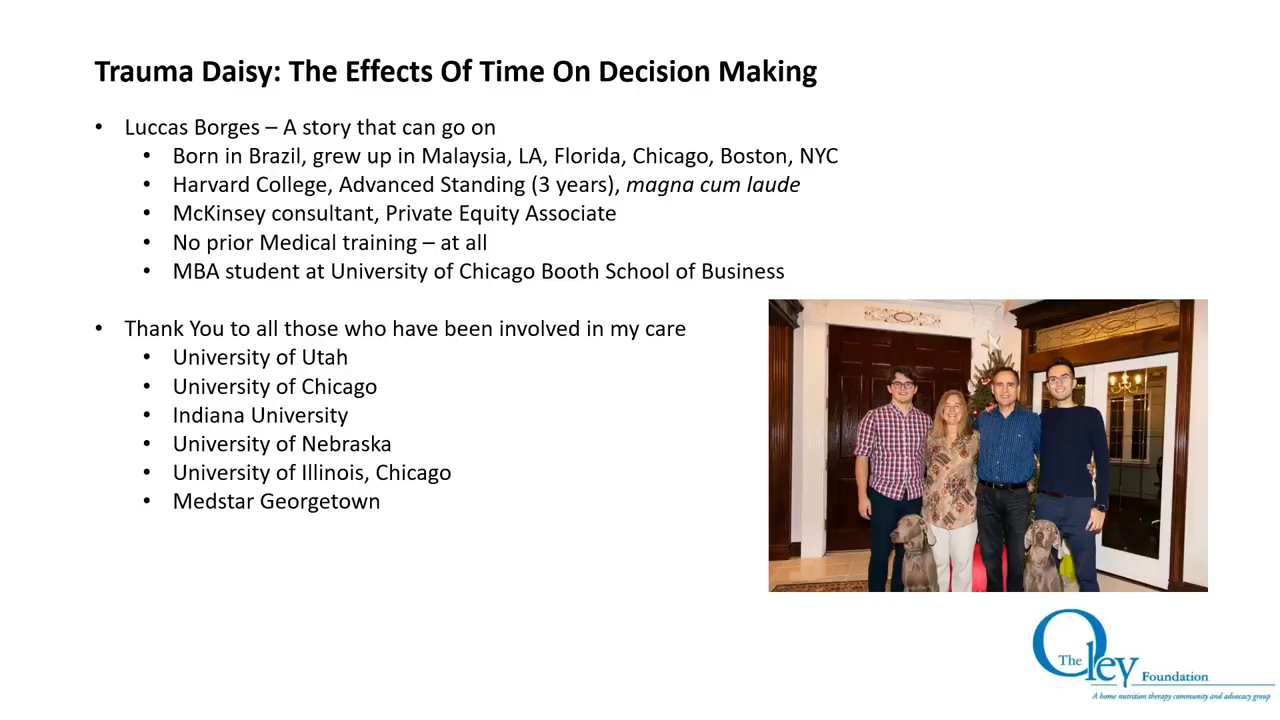 Trauma Daisy: The Effects Of Time On Decision Making
• Luccas Borges – A story that can go on
• Born in Brazil, grew up in Malaysia, LA, Florida, Chicago, Boston, NYC
• Harvard College, Advanced Standing (3 years), magna cum laude
• McKinsey consultant, Private Equity Associate
• No prior Medical training – at all
• MBA student at University of Chicago Booth School of Business
• Thank You to all those who have been involved in my care
• University of Utah
• University of Chicago
• Indiana University
• University of Nebraska
• University of Illinois, Chicago
• Medstar Georgetown
The Oley Foundation
A home nutrition therapy community and advocacy group